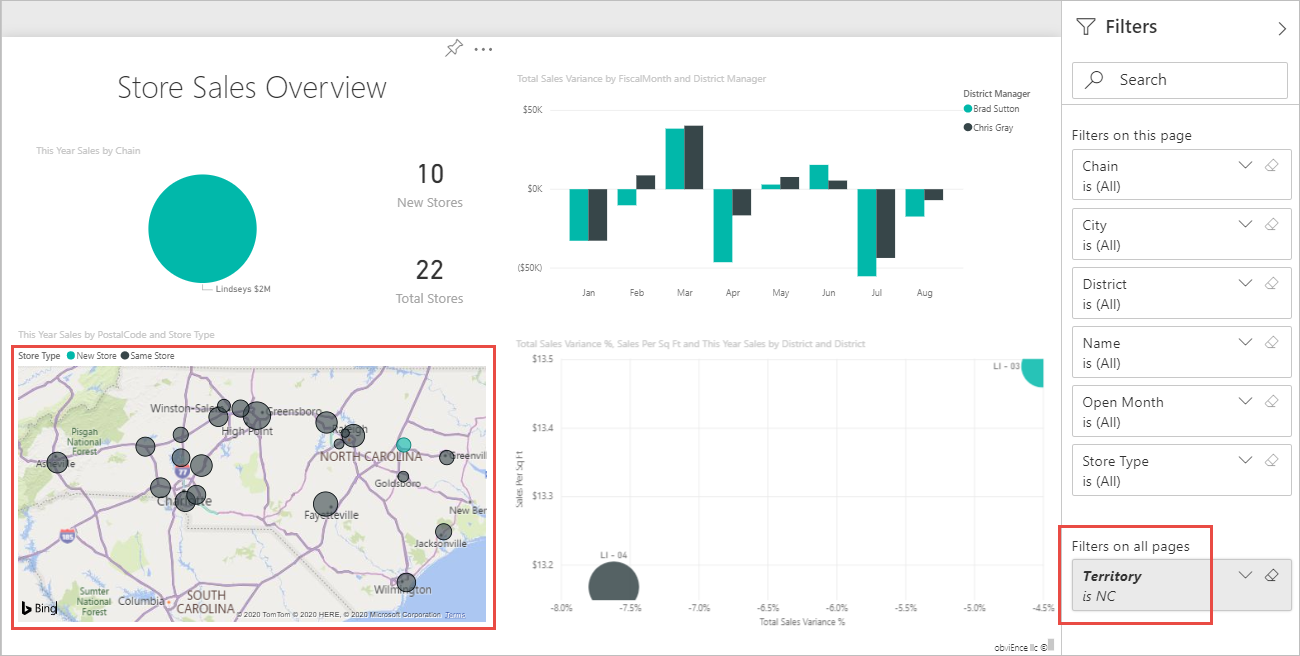 Store Sales Overview
This Year Sales by Chain
Lindseys $2M
10
New Stores
22
Total Stores
Total Sales Variance by FiscalMonth and District Manager
District Manager
Brad Sutton
Chris Gray
$50K
$0K
($50K)
Jan Feb Mar Apr May Jun Jul Aug
This Year Sales by PostalCode and Store Type
Store Type New Store Same Store
Winston-Sale
Greensboro
High Point
Raleigh
Pisgah
National
Forest
Asheville
NORTH CAROLINA
Greenvill
Goldsboro
77
Charlotte
Fayetteville
New Ber
Jacksonville
Wilmington
Sumter
National
Forest
Columbia
SOUTH
CAROLINA
Bing
© 2020 TomTom © 2020 HERE, © 2020 Microsoft Corporation Terms
Total Sales Variance %, Sales Per Sq Ft and This Year Sales by District and District
Sales Per Sq Ft
$13.5
$13.4
$13.3
$13.2
LI - 03
LI - 04
-8.0% -7.5% -7.0% -6.5% -6.0% -5.5% -5.0% -4.5%
Total Sales Variance %
obviEnce llc ©
Filters
Search
Filters on this page
Chain
is (All)
City
is (All)
District
is (All)
Name
is (All)
Open Month
is (All)
Store Type
is (All)
Filters on all pages
Territory
is NC